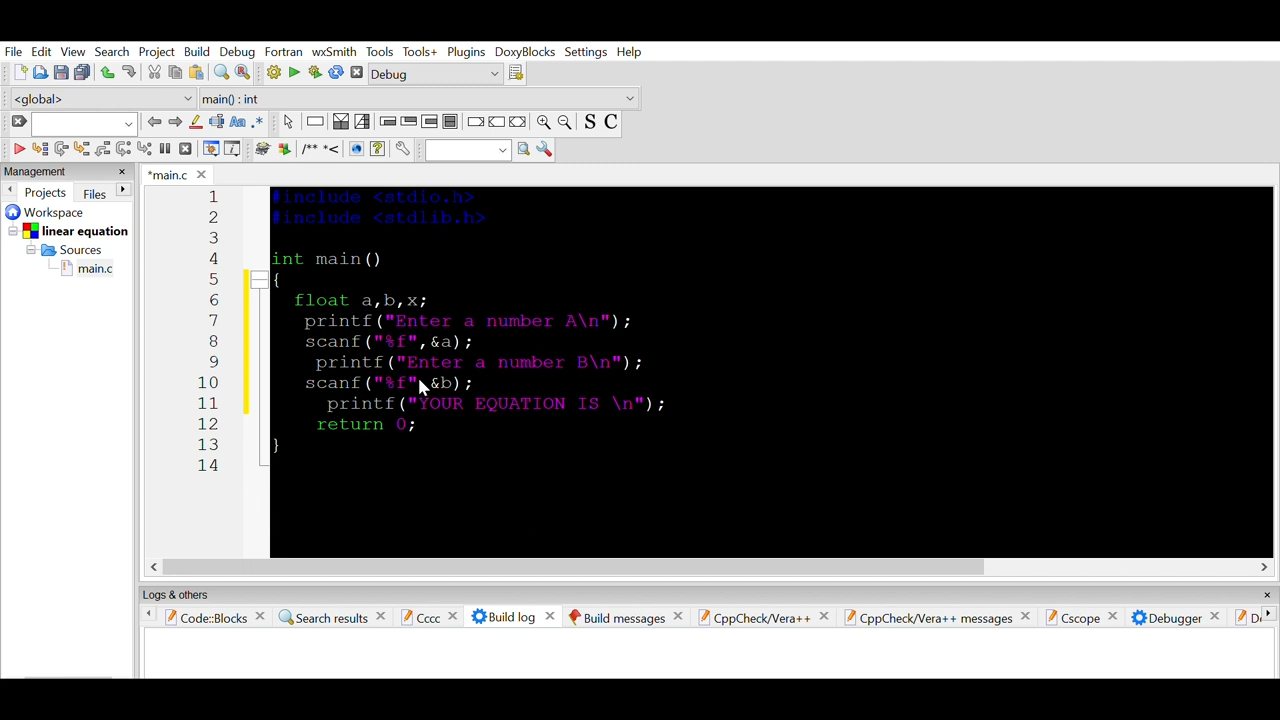 File Edit View Search Project Build Debug Fortran wxSmith Tools Tools+ Plugins DoxyBlocks Settings Help
Debug
<global> main() : int
Aa .* S C
/** *<
Management
*main.c
Projects Files
Workspace
linear equation
Sources
main.c
1 #include <stdio.h>
2 #include <stdlib.h>
3
4 int main()
5 {
6 float a,b,x;
7 printf("Enter a number A\n");
8 scanf("%f",&a);
9 printf("Enter a number B\n");
10 scanf("%f",&b);
11 printf("YOUR EQUATION IS \n");
12 return 0;
13 }
14
Logs & others
Code::Blocks Search results Cccc Build log Build messages CppCheck/Vera++ CppCheck/Vera++ messages Cscope Debugger